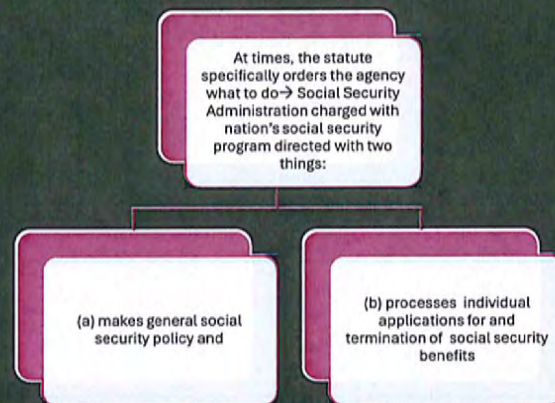 At times, the statute
specifically orders the agency
what to do→ Social Security
Administration charged with
nation's social security
program directed with two
things:
(a) makes general social
security policy and
(b) processes individual
applications for and
termination of social security
benefits